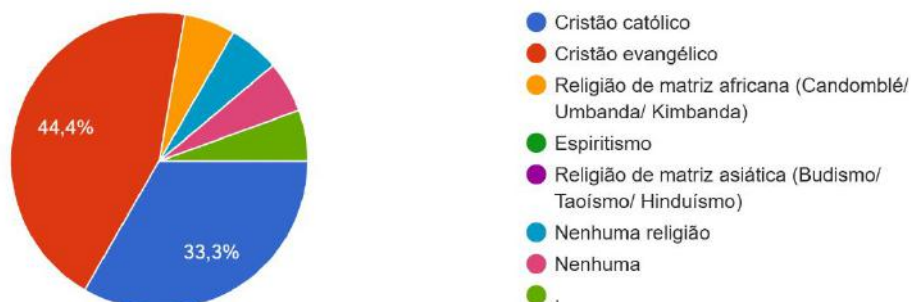 44,4%
33,3%
Cristão católico
Cristão evangélico
Religião de matriz africana (Candomblé/
Umbanda/ Kimbanda)
Espiritismo
Religião de matriz asiática (Budismo/
Taoísmo/ Hinduísmo)
Nenhuma religião
Nenhuma
.